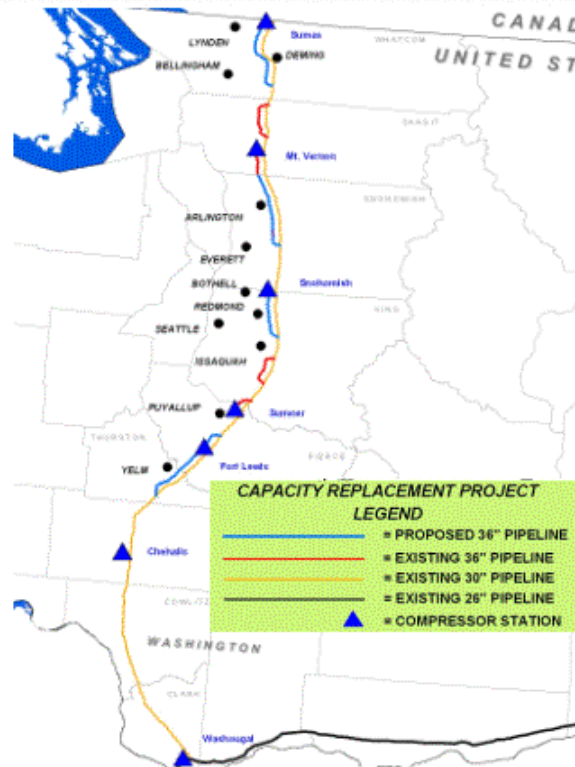 CANAD
Sumas
LYNDEN
WHATCOM
UNITED ST
DEMING
BELLINGHAM
SKAGIT
Mt. Vernon
SNOHOMISH
ARLINGTON
EVERETT
BOTHELL
Snohomish
REDMOND
KING
SEATTLE
ISSAQUAH
PUYALLUP
Sumner
THURSTON
PIERCE
YELM
Fort Lewis
CAPACITY REPLACEMENT PROJECT
LEGEND
= PROPOSED 36" PIPELINE
= EXISTING 36" PIPELINE
= EXISTING 30" PIPELINE
= EXISTING 26" PIPELINE
= COMPRESSOR STATION
Chehalis
COWLITZ
WASHINGTON
CLARK
Washougal